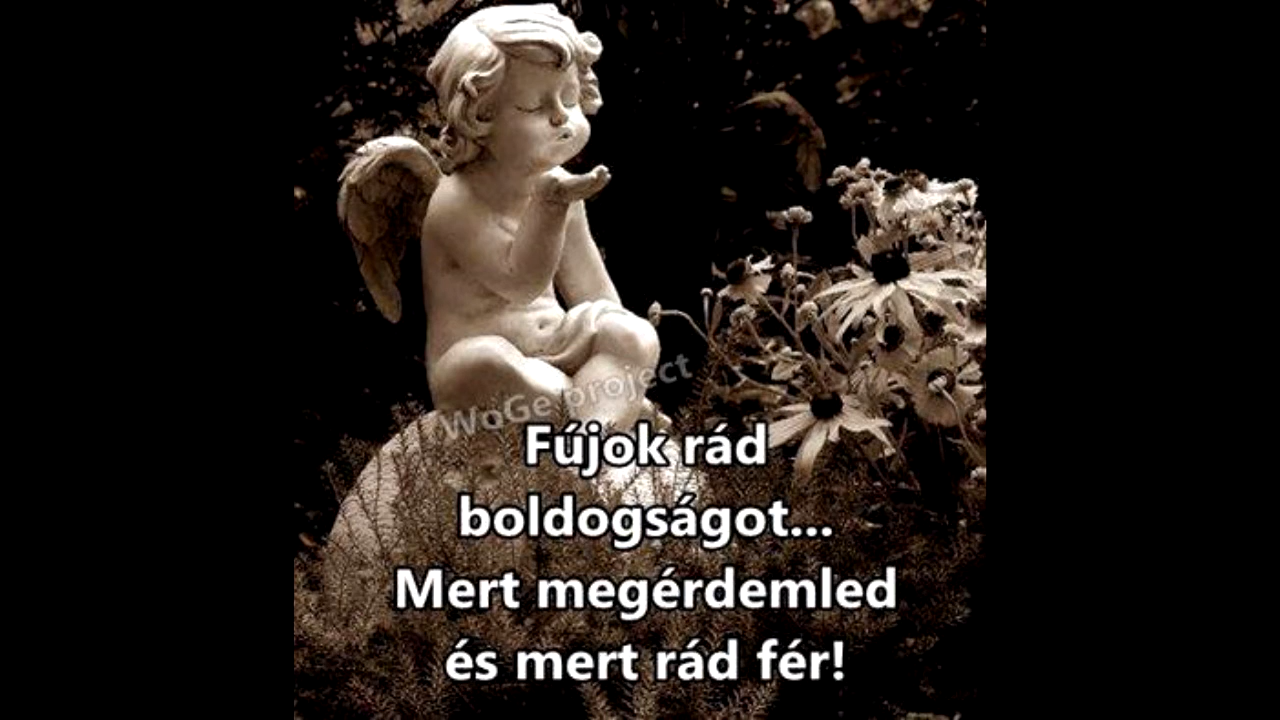 WoGe project
Fújok rád
boldogságot...
Mert megérdemled
és mert rád fér!